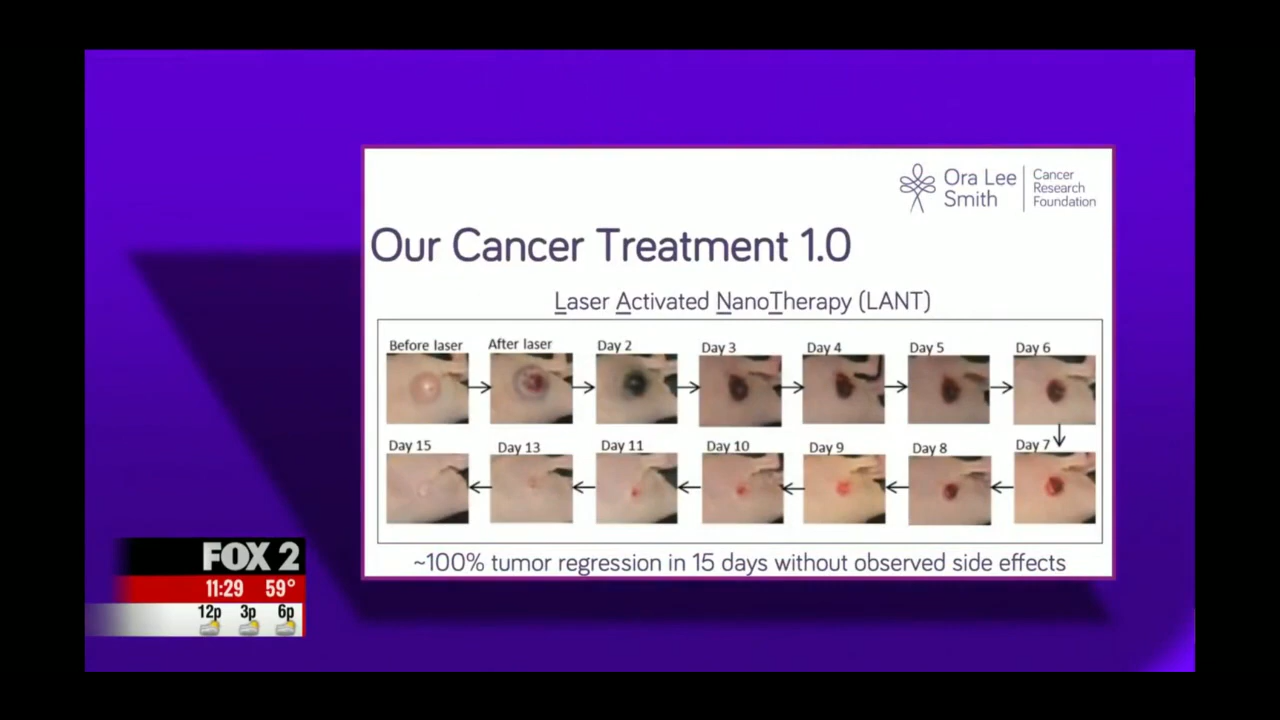 Ora Lee
Smith
Cancer
Research
Foundation
Our Cancer Treatment 1.0
Laser Activated NanoTherapy (LANT)
Before laser
After laser
Day 2
Day 3
Day 4
Day 5
Day 6
Day 15
Day 13
Day 11
Day 10
Day 9
Day 8
Day 7
~100% tumor regression in 15 days without observed side effects
FOX 2
11:29 59°
12p 3p 6p